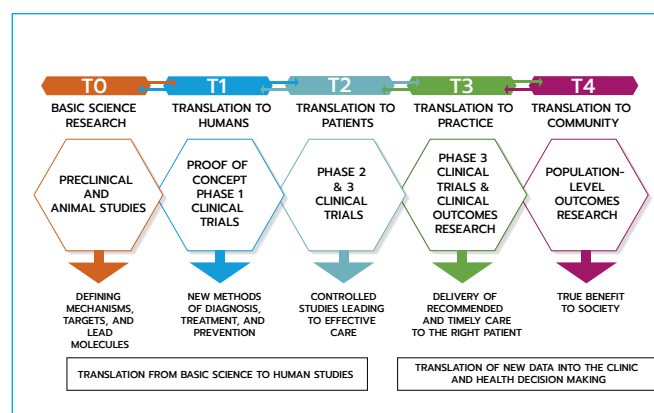 T0
T1
T2
T3
T4
BASIC SCIENCE
RESEARCH
TRANSLATION TO
HUMANS
TRANSLATION TO
PATIENTS
TRANSLATION TO
PRACTICE
TRANSLATION TO
COMMUNITY
PRECLINICAL
AND
ANIMAL STUDIES
PROOF OF
CONCEPT
PHASE 1
CLINICAL
TRIALS
PHASE 2
& 3
CLINICAL
TRIALS
PHASE 3
CLINICAL
TRIALS &
CLINICAL
OUTCOMES
RESEARCH
POPULATION-
LEVEL
OUTCOMES
RESEARCH
DEFINING
MECHANISMS,
TARGETS, AND
LEAD
MOLECULES
NEW METHODS
OF DIAGNOSIS,
TREATMENT, AND
PREVENTION
CONTROLLED
STUDIES LEADING
TO EFFECTIVE
CARE
DELIVERY OF
RECOMMENDED
AND TIMELY CARE
TO THE RIGHT PATIENT
TRUE BENEFIT
TO SOCIETY
TRANSLATION FROM BASIC SCIENCE TO HUMAN STUDIES
TRANSLATION OF NEW DATA INTO THE CLINIC
AND HEALTH DECISION MAKING